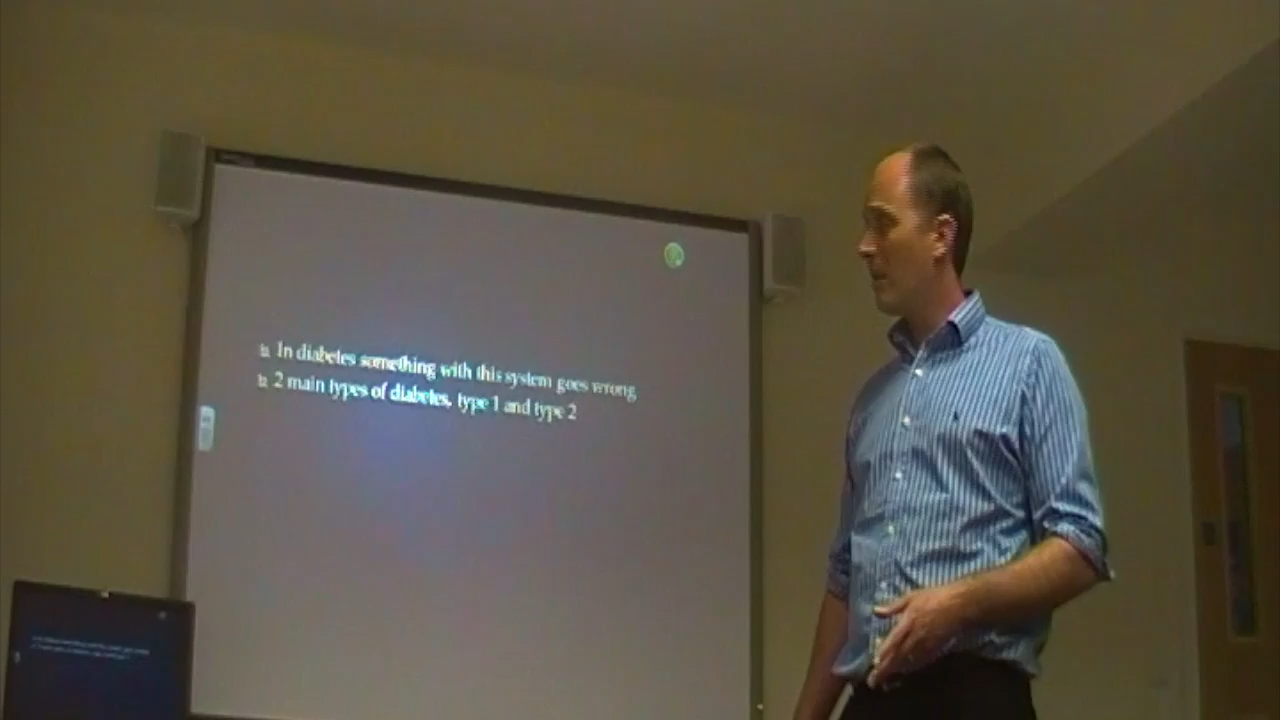 In diabetes something with this system goes wrong
2 main types of diabetes, type 1 and type 2